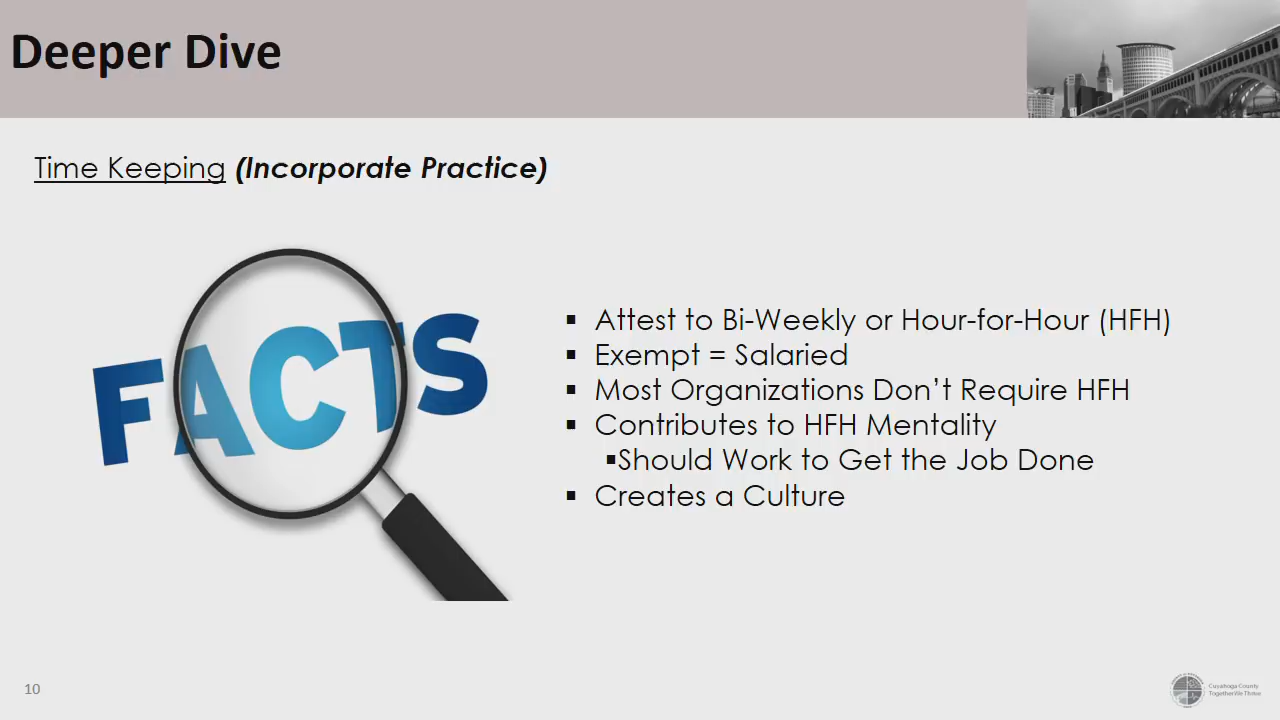 Deeper Dive
Time Keeping (Incorporate Practice)
FACTS
▪ Attest to Bi-Weekly or Hour-for-Hour (HFH)
▪ Exempt = Salaried
▪ Most Organizations Don’t Require HFH
▪ Contributes to HFH Mentality
▪Should Work to Get the Job Done
▪ Creates a Culture
10
Cuyahoga County
Together We Thrive